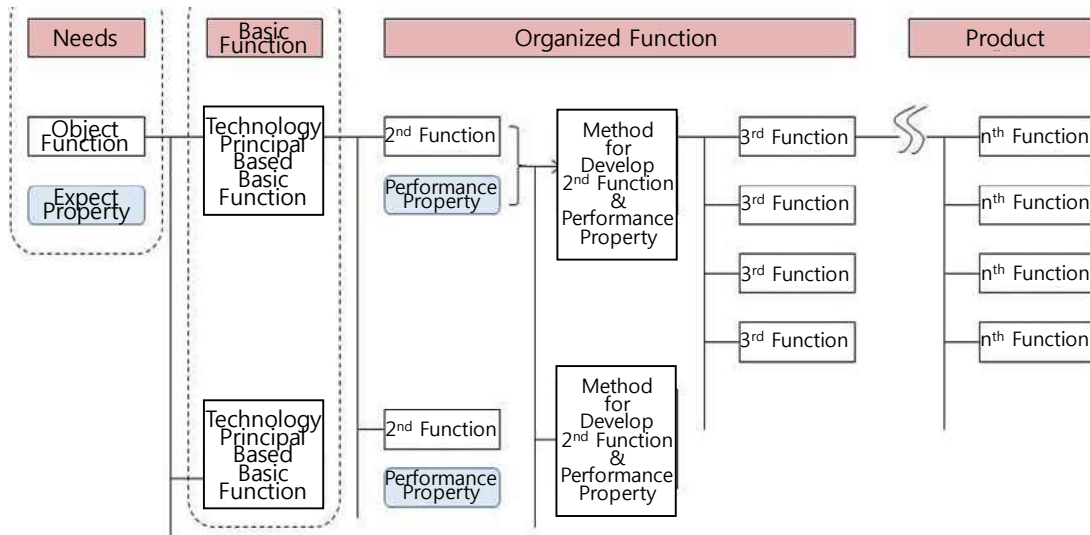 Needs
Basic
Function
Organized Function
Product
Object
Function
Expect
Property
Technology
Principal
Based
Basic
Function
2nd Function
Performance
Property
Method
for
Develop
2nd Function
&
Performance
Property
3rd Function
3rd Function
3rd Function
3rd Function
nth Function
nth Function
nth Function
nth Function
Technology
Principal
Based
Basic
Function
2nd Function
Performance
Property
Method
for
Develop
2nd Function
&
Performance
Property